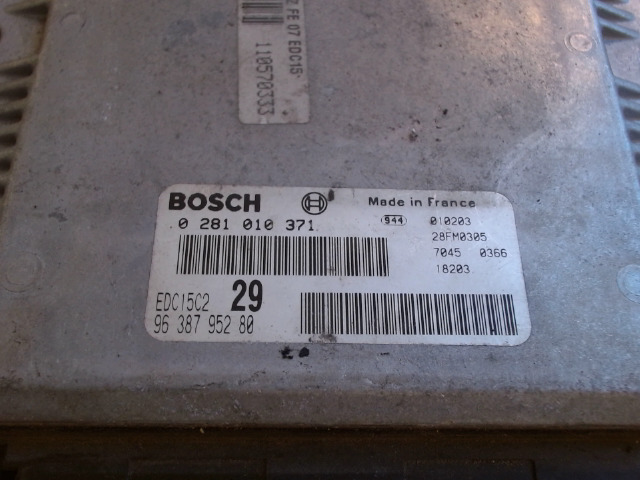 FE 07 EDC15
110570333
BOSCH Made in France
0 281 010 371 944 010203
28FM0305
7045 0366
18203
EDC15C2 29
96 387 952 80